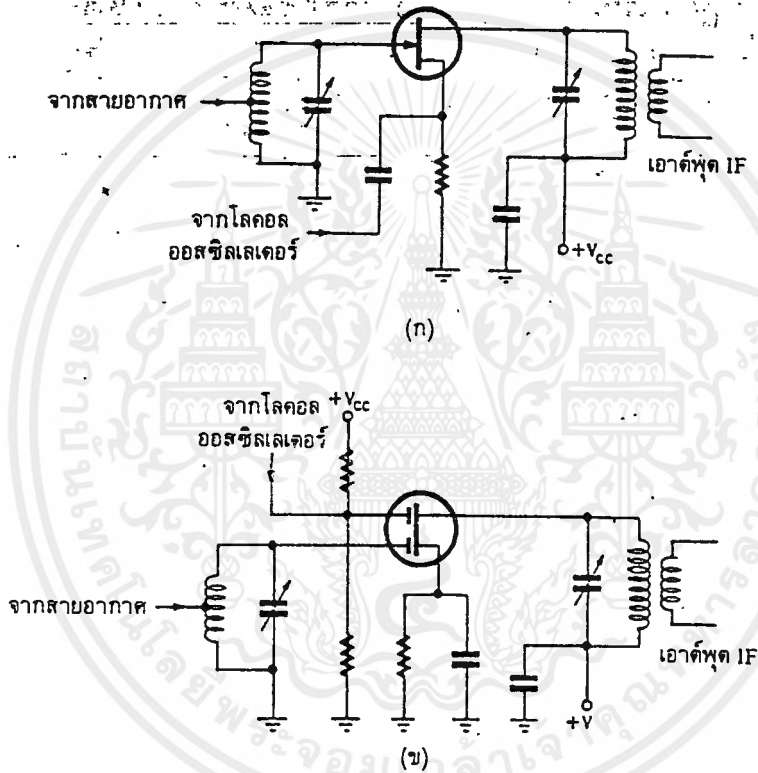 จากสายอากาศ
เอาต์พุต IF
จากโลคอล
ออสซิลเลเตอร์
+Vcc
(ก)
จากโลคอล
ออสซิลเลเตอร์
+Vcc
จากสายอากาศ
เอาต์พุต IF
+V
(ข)